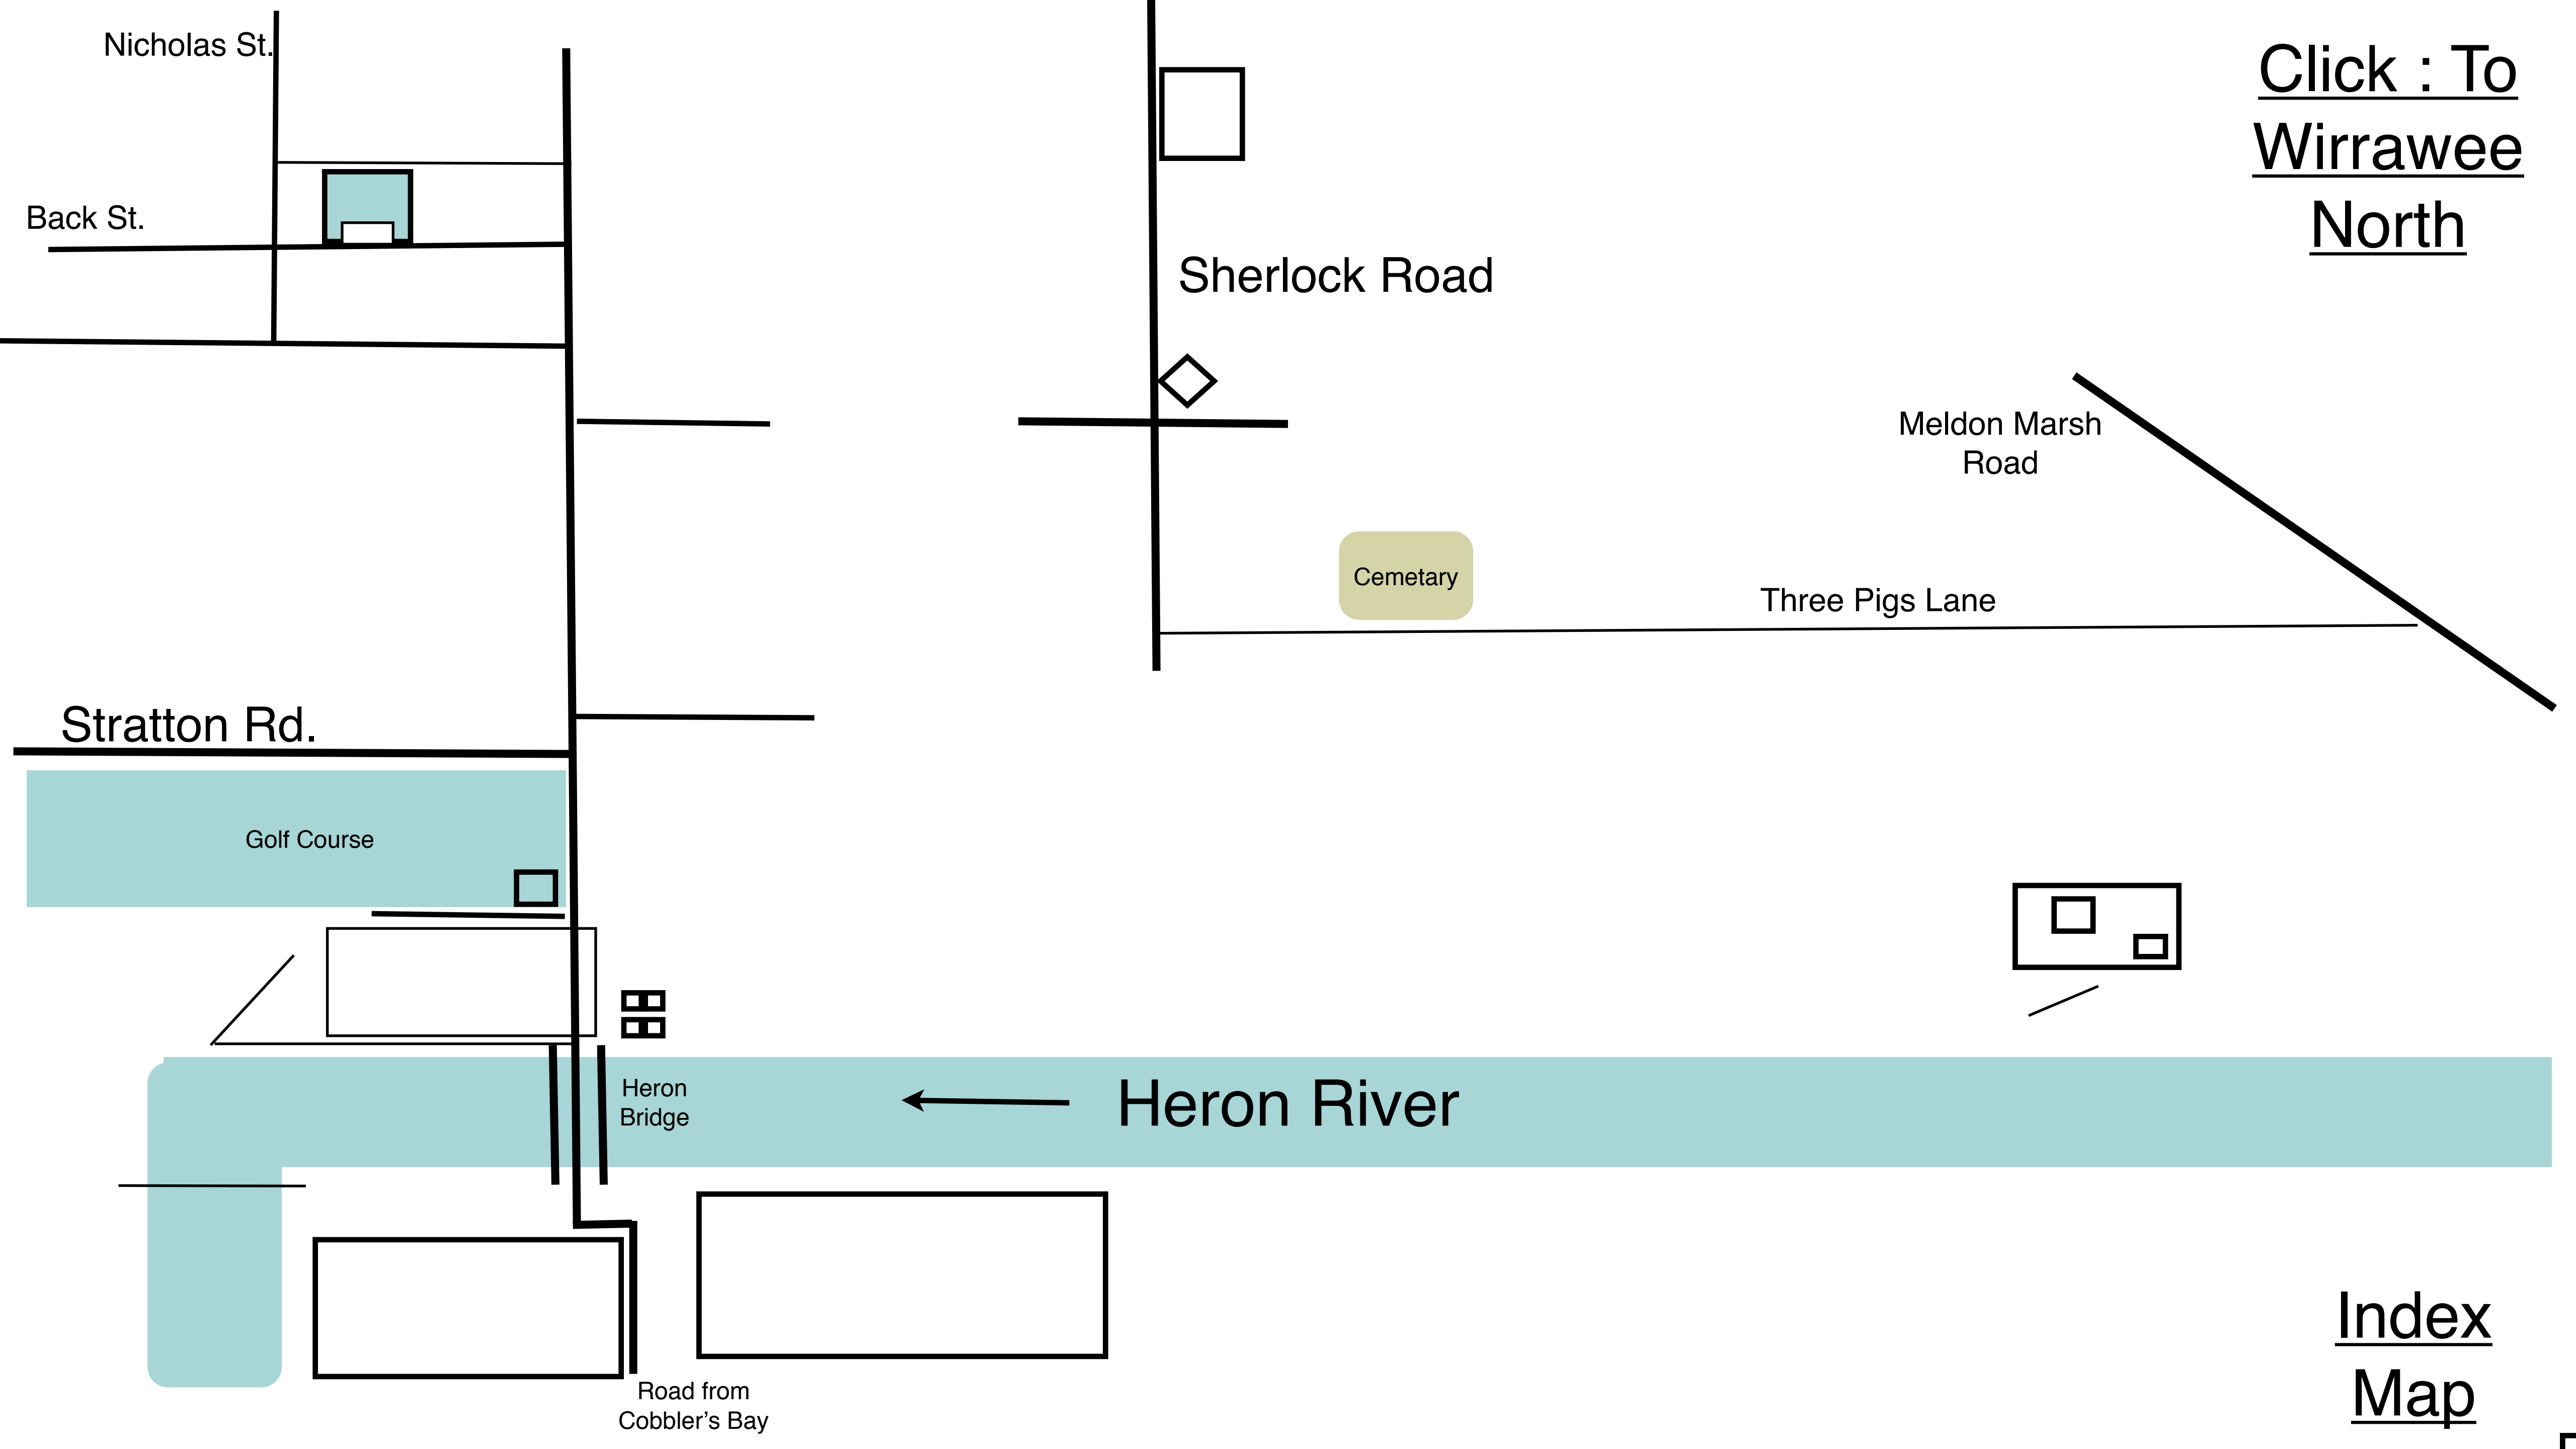 Nicholas St.
Click : To
Wirrawee
North
Back St.
Sherlock Road
Meldon Marsh
Road
Cemetary
Three Pigs Lane
Stratton Rd.
Golf Course
Heron
Bridge
Heron River
Index
Map
Road from
Cobbler's Bay